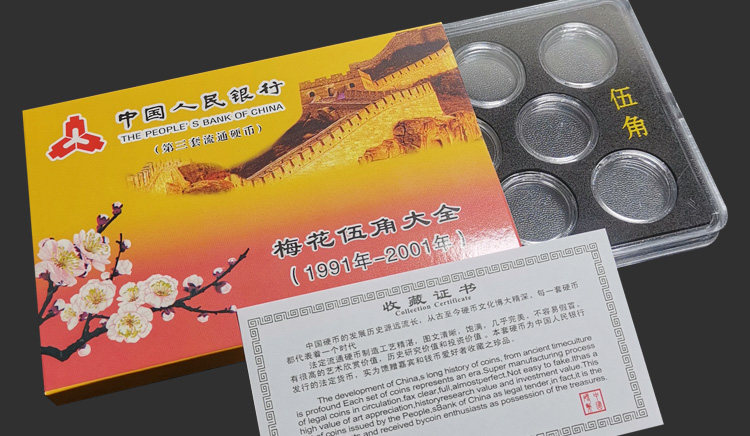 中国人民银行
THE PEOPLE'S BANK OF CHINA
(第三套流通硬币)
梅花伍角大全
(1991年-2001年)
伍角
收藏证书
Collection Certificate
中国硬币的发展历史源远流长，从古至今硬币文化博大精深，每一套硬币
都代表着一个时代
法定流通硬币制造工艺精湛，图文清晰，饱满，几乎完美，不容易假冒，
有很高的艺术欣赏价值，历史研究价值和投资价值。本套硬币为中国人民银行
发行的法定货币，实为馈赠嘉宾和钱币爱好者收藏之珍品。
The development of China,s long history of coins, from ancient timeculture
is profound Each set of coins represents an era.Super manufacturing process
of legal coins in circulation.fax clear.full,almostperfect Not easy to fake.Ithas a
high value of art appreciation,historyresearch value and investment value.This
of coins issued by the People,sBank of China as legal tender,in fact,it is the
and received bycoin enthusiasts as possession of the treasures.